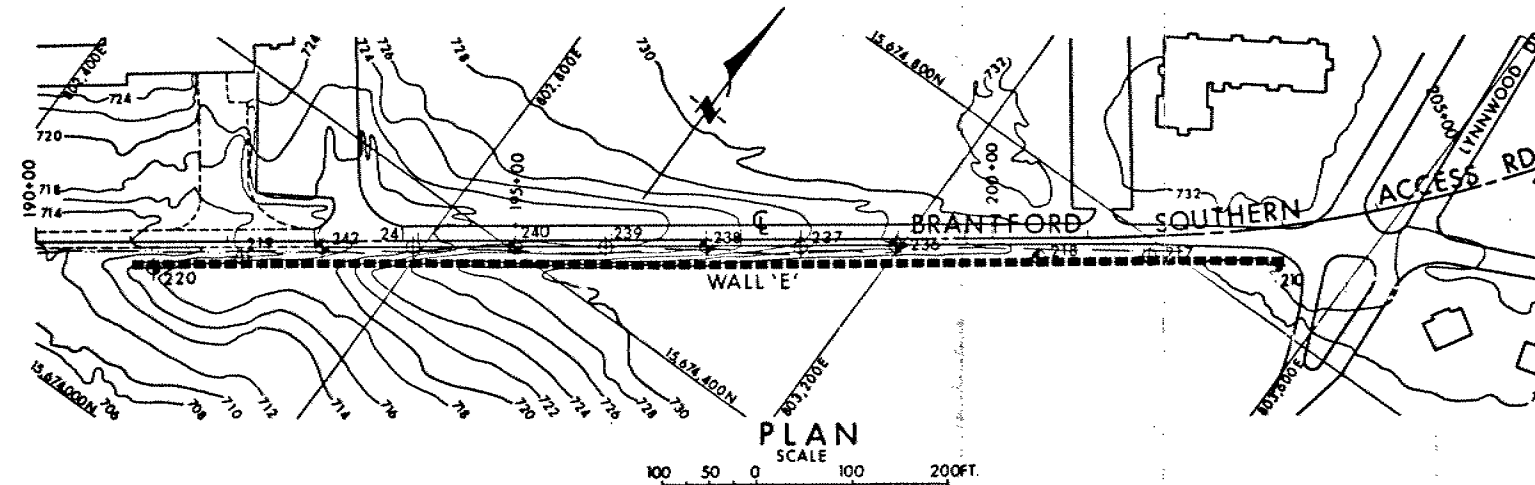 724
724
726
728
730
732
15,674,800N
802,400E
802,800E
724
720
718
714
190+00
195+00
200+00
205+00
LYNNWOOD D
732
ACCESS RD
BRANTFORD SOUTHERN
℄
219
242
24
240
239
238
237
236
218
217
220
210
WALL 'E'
15,674,000N
706
708
710
712
714
716
718
720
722
724
726
728
730
15,674,400N
803,200E
803,600E
PLAN
SCALE
100 50 0 100 200FT.